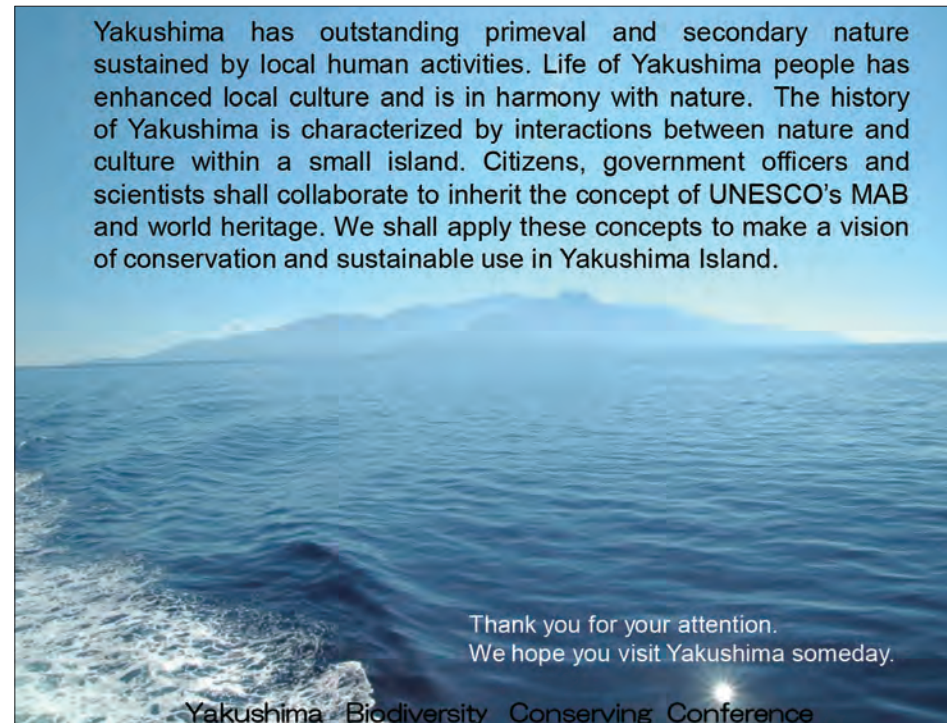 Yakushima has outstanding primeval and secondary nature
sustained by local human activities. Life of Yakushima people has
enhanced local culture and is in harmony with nature. The history
of Yakushima is characterized by interactions between nature and
culture within a small island. Citizens, government officers and
scientists shall collaborate to inherit the concept of UNESCO's MAB
and world heritage. We shall apply these concepts to make a vision
of conservation and sustainable use in Yakushima Island.
Thank you for your attention.
We hope you visit Yakushima someday.
Yakushima Biodiversity Conserving Conference